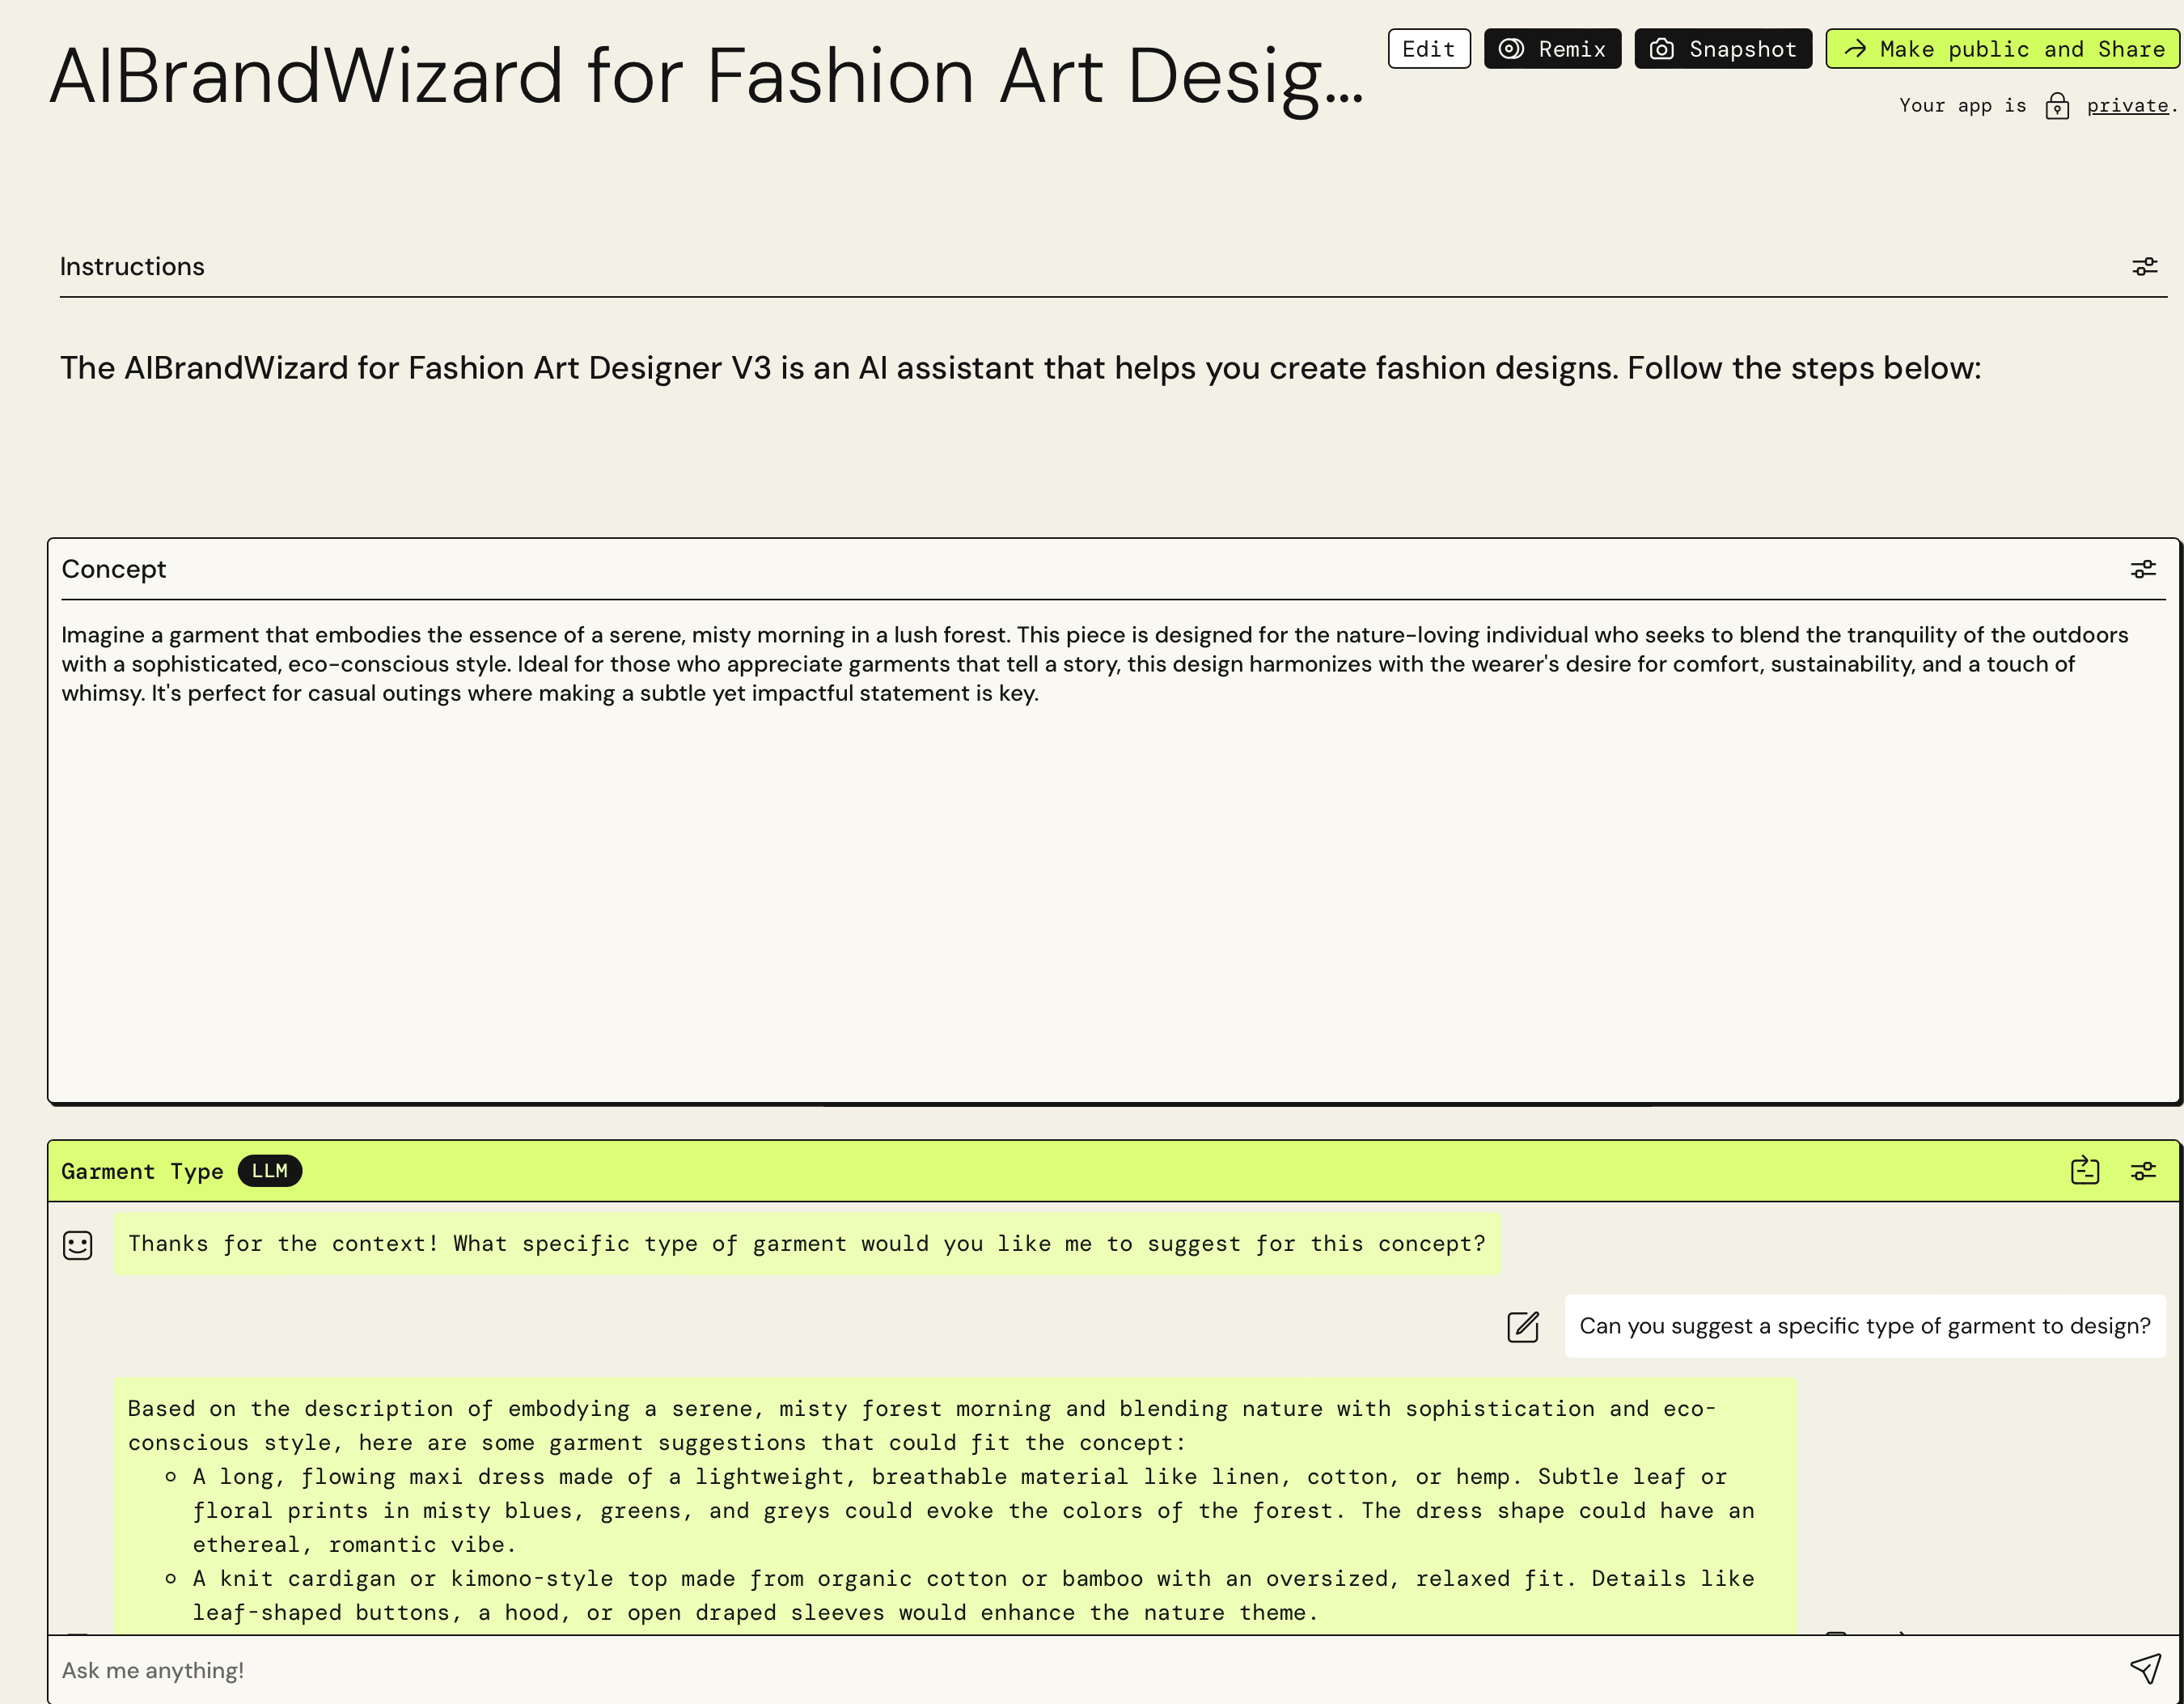 AIBrandWizard for Fashion Art Desig...
Edit
Remix
Snapshot
Make public and Share
Your app is private.
Instructions
The AIBrandWizard for Fashion Art Designer V3 is an AI assistant that helps you create fashion designs. Follow the steps below:
Concept
Imagine a garment that embodies the essence of a serene, misty morning in a lush forest. This piece is designed for the nature-loving individual who seeks to blend the tranquility of the outdoors
with a sophisticated, eco-conscious style. Ideal for those who appreciate garments that tell a story, this design harmonizes with the wearer's desire for comfort, sustainability, and a touch of
whimsy. It's perfect for casual outings where making a subtle yet impactful statement is key.
Garment Type LLM
Thanks for the context! What specific type of garment would you like me to suggest for this concept?
Can you suggest a specific type of garment to design?
Based on the description of embodying a serene, misty forest morning and blending nature with sophistication and eco-
conscious style, here are some garment suggestions that could fit the concept:
A long, flowing maxi dress made of a lightweight, breathable material like linen, cotton, or hemp. Subtle leaf or
floral prints in misty blues, greens, and greys could evoke the colors of the forest. The dress shape could have an
ethereal, romantic vibe.
A knit cardigan or kimono-style top made from organic cotton or bamboo with an oversized, relaxed fit. Details like
leaf-shaped buttons, a hood, or open draped sleeves would enhance the nature theme.
Ask me anything!